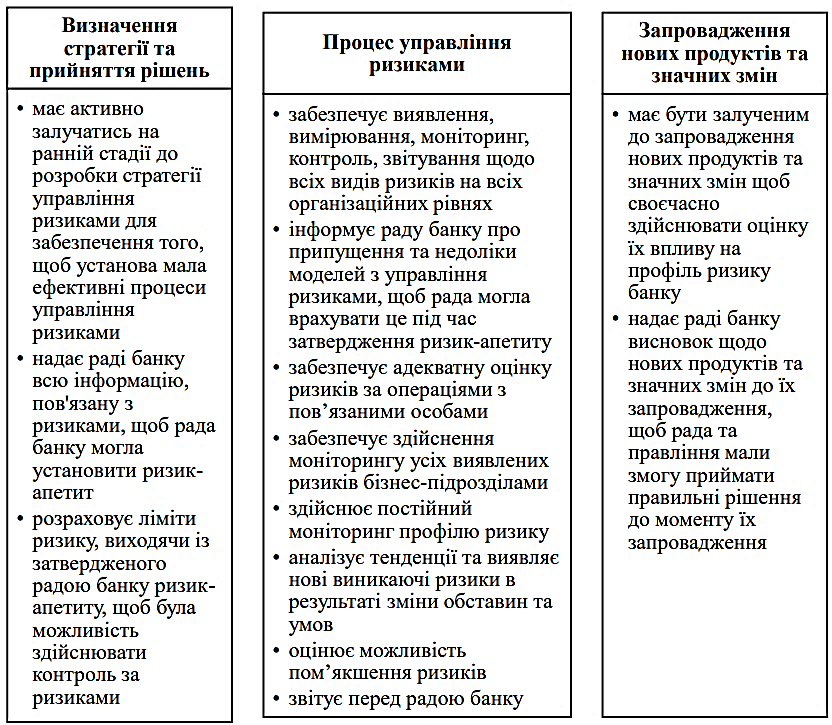 Визначення
стратегії та
прийняття рішень
• має активно
залучатись на
ранній стадії до
розробки стратегії
управління
ризиками для
забезпечення того,
щоб установа мала
ефективні процеси
управління
ризиками
• надає раді банку
всю інформацію,
пов'язану з
ризиками, щоб рада
банку могла
установити ризик-
апетит
• розраховує ліміти
ризику, виходячи із
затвердженого
радою банку ризик-
апетиту, щоб була
можливість
здійснювати
контроль за
ризиками
Процес управління
ризиками
• забезпечує виявлення,
вимірювання, моніторинг,
контроль, звітування щодо
всіх видів ризиків на всіх
організаційних рівнях
• інформує раду банку про
припущення та недоліки
моделей з управління
ризиками, щоб рада могла
врахувати це під час
затвердження ризик-апетиту
• забезпечує адекватну оцінку
ризиків за операціями з
пов’язаними особами
• забезпечує здійснення
моніторингу усіх виявлених
ризиків бізнес-підрозділами
• здійснює постійний
моніторинг профілю ризику
• аналізує тенденції та виявляє
нові виникаючі ризики в
результаті зміни обставин та
умов
• оцінює можливість
пом’якшення ризиків
• звітує перед радою банку
Запровадження
нових продуктів та
значних змін
• має бути залученим
до запровадження
нових продуктів та
значних змін щоб
своєчасно
здійснювати оцінку
їх впливу на
профіль ризику
банку
• надає раді банку
висновок щодо
нових продуктів та
значних змін до їх
запровадження,
щоб рада та
правління мали
змогу приймати
правильні рішення
до моменту їх
запровадження